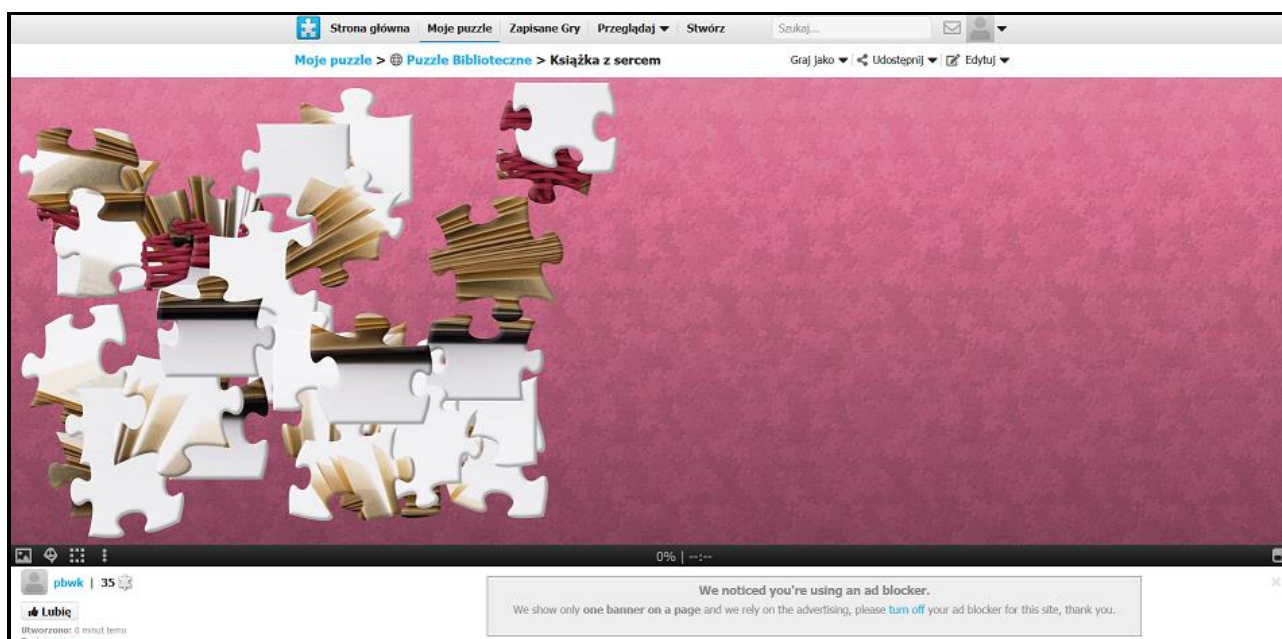 Strona główna Moje puzzle Zapisane Gry Przeglądaj Stwórz Szukaj...
Moje puzzle > Puzzle Biblioteczne > Książka z sercem Graj jako Udostępnij Edytuj
0% | --:--
pbwk | 35
Lubię
Utworzono: 0 minut temu
We noticed you're using an ad blocker.
We show only one banner on a page and we rely on the advertising, please turn off your ad blocker for this site, thank you.